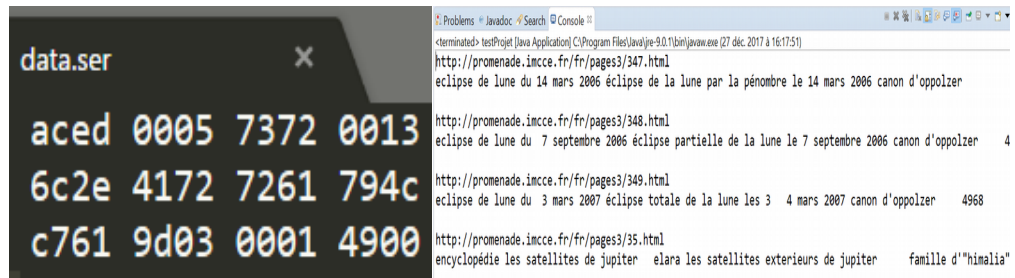 data.ser ×
aced 0005 7372 0013
6c2e 4172 7261 794c
c761 9d03 0001 4900
Problems @ Javadoc Search Console
<terminated> testProjet [Java Application] C:\Program Files\Java\jre-9.0.1\bin\javaw.exe (27 déc. 2017 à 16:17:51)
http://promenade.imcce.fr/fr/pages3/347.html
eclipse de lune du 14 mars 2006 éclipse de la lune par la pénombre le 14 mars 2006 canon d'oppolzer
http://promenade.imcce.fr/fr/pages3/348.html
eclipse de lune du 7 septembre 2006 éclipse partielle de la lune le 7 septembre 2006 canon d'oppolzer 4
http://promenade.imcce.fr/fr/pages3/349.html
eclipse de lune du 3 mars 2007 éclipse totale de la lune les 3 4 mars 2007 canon d'oppolzer 4968
http://promenade.imcce.fr/fr/pages3/35.html
encyclopédie les satellites de jupiter elara les satellites exterieurs de jupiter famille d'"himalia"